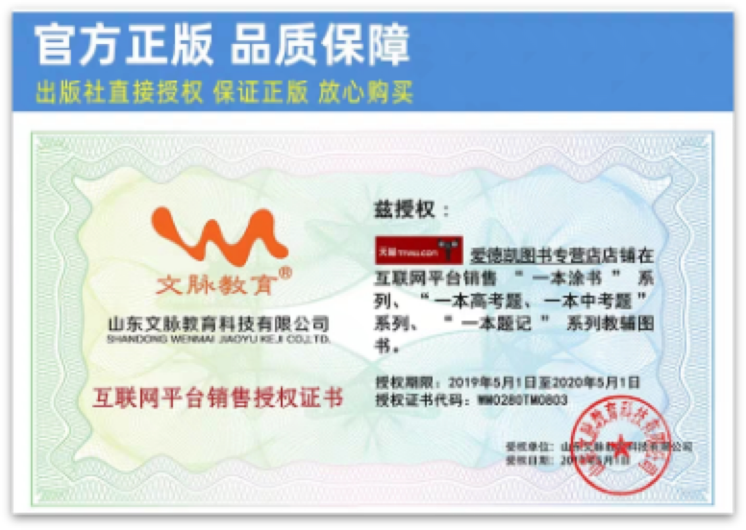 官方正版 品质保障
出版社直接授权 保证正版 放心购买
文脉教育®
山东文脉教育科技有限公司
SHANDONG WENMAI JIAOYU KEJI CO.,LTD.
互联网平台销售授权证书
兹授权：
天猫 TMALL.COM 爱德凯图书专营店店铺在
互联网平台销售 “一本涂书” 系
列、“一本高考题、一本中考题”
系列、 “一本题记” 系列教辅图
书。
授权期限：2019年5月1日至2020年5月1日
授权证书代码：WM0280TM0803
受权单位：山东文脉教育科技有限公司
受权日期：2019年5月1日